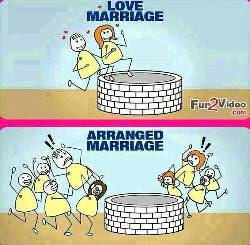 LOVE
MARRIAGE
Fun2Video
.COM
ARRANGED
MARRIAGE
! !
!